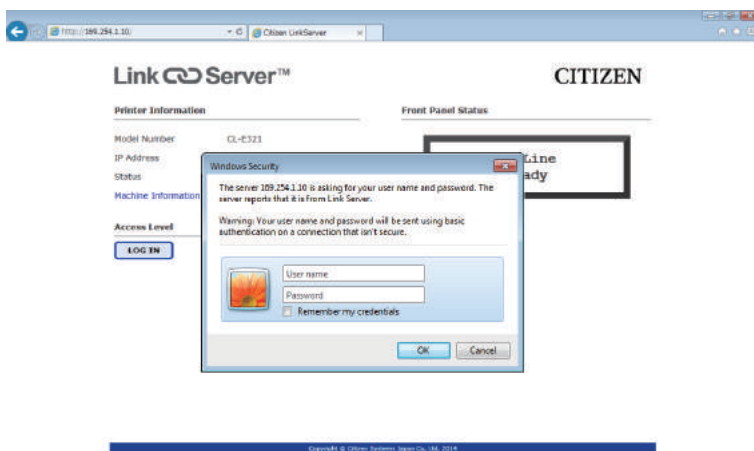 http://169.254.1.10/
Citizen LinkServer
Link Server™
CITIZEN
Printer Information
Front Panel Status
Model Number CL-E321
IP Address
Status
Machine Information
Line
ady
Access Level
LOG IN
Windows Security
The server 169.254.1.10 is asking for your user name and password. The
server reports that it is from Link Server.
Warning: Your user name and password will be sent using basic
authentication on a connection that isn't secure.
User name
Password
Remember my credentials
OK
Cancel
Copyright © Citizen Systems Japan Co. Ltd. 2014